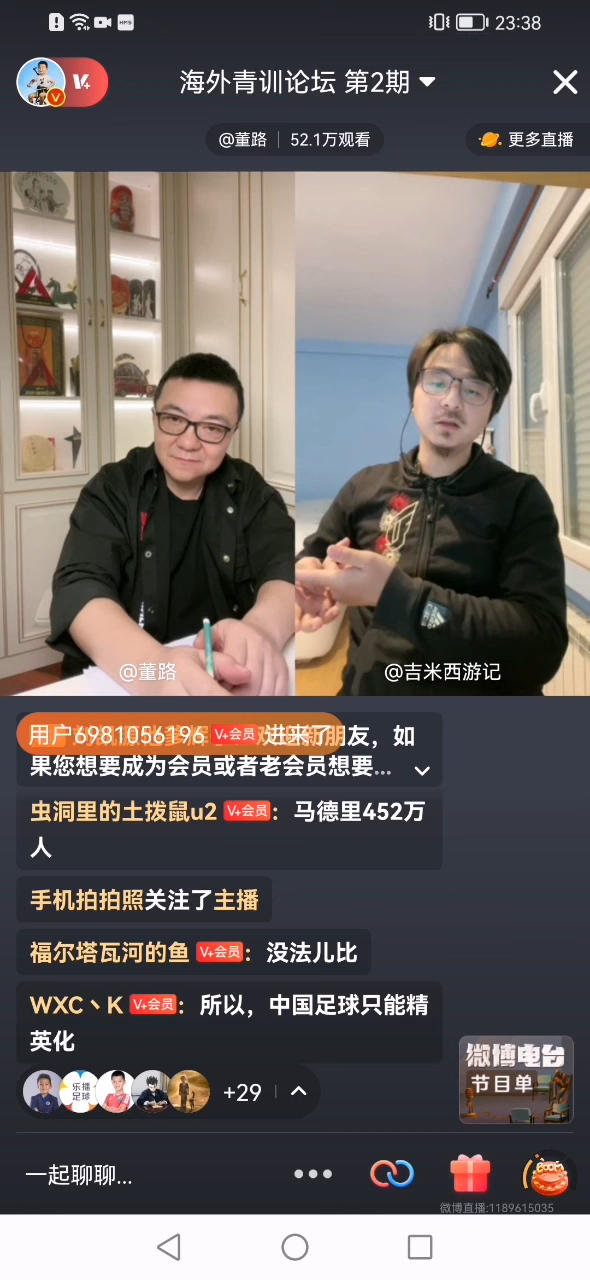 23:38
V4
海外青训论坛 第2期
@董路 52.1万观看
更多直播
@董路
@吉米西游记
用户6981056196 V+会员 进来了
朋友，如
果您想要成为会员或者老会员想要...
虫洞里的土拨鼠u2 V+会员：马德里452万
人
手机拍拍照关注了主播
福尔塔瓦河的鱼 V+会员：没法儿比
WXC丶K V+会员：所以，中国足球只能精
英化
乐播
足球
+29
微博电台
节目单
一起聊聊...
微博直播:1189615035